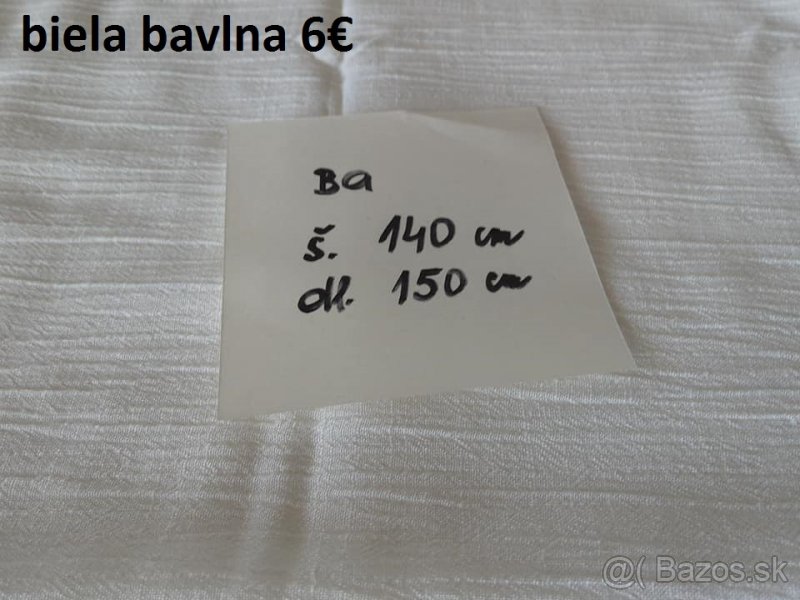 biela bavlna 6€
Ba
š. 140 cm
dl. 150 cm
@( Bazos.sk